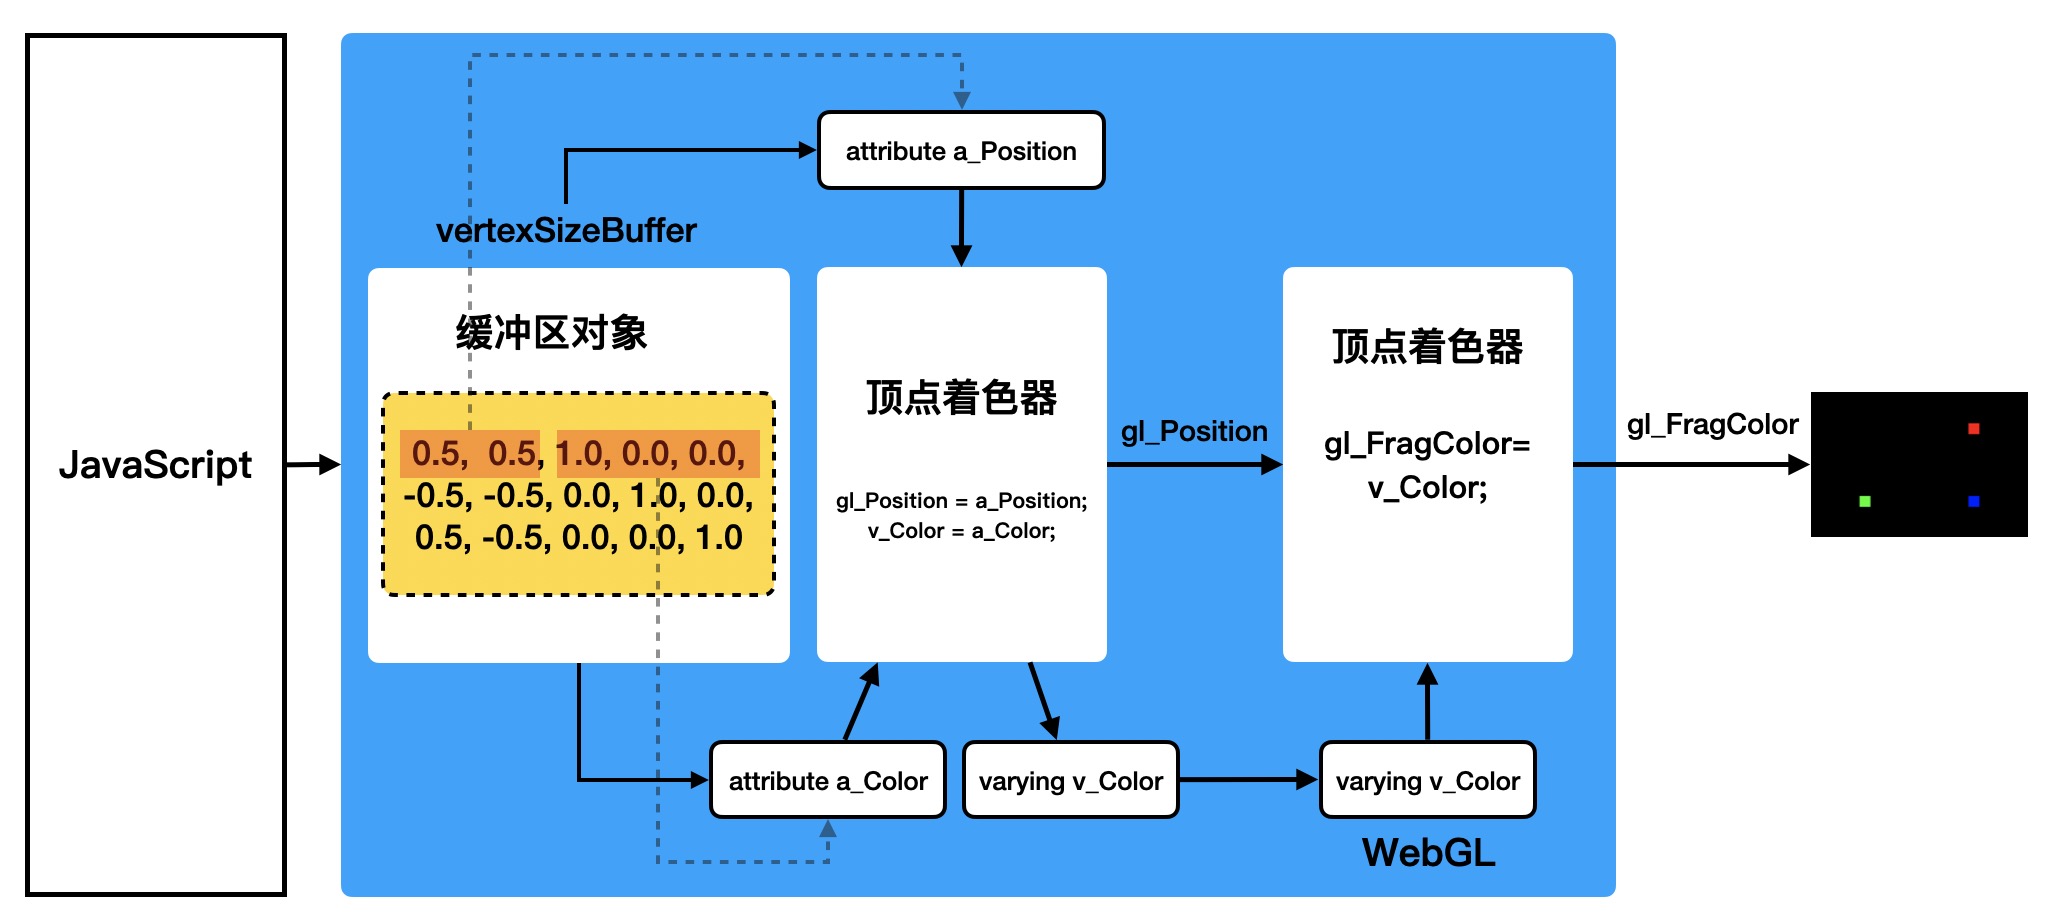 JavaScript
attribute a_Position
vertexSizeBuffer
缓冲区对象
0.5, 0.5, 1.0, 0.0, 0.0,
-0.5, -0.5, 0.0, 1.0, 0.0,
0.5, -0.5, 0.0, 0.0, 1.0
顶点着色器
gl_Position = a_Position;
v_Color = a_Color;
gl_Position
顶点着色器
gl_FragColor=
v_Color;
gl_FragColor
attribute a_Color
varying v_Color
varying v_Color
WebGL